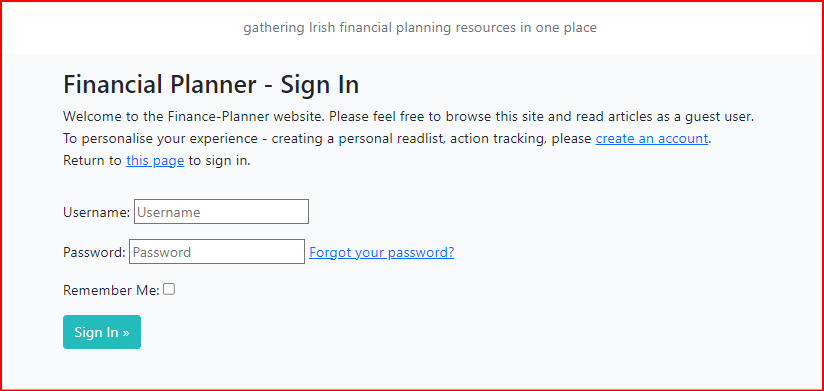 gathering Irish financial planning resources in one place
Financial Planner - Sign In
Welcome to the Finance-Planner website. Please feel free to browse this site and read articles as a guest user.
To personalise your experience - creating a personal readlist, action tracking, please create an account.
Return to this page to sign in.
Username: Username
Password: Password Forgot your password?
Remember Me:
Sign In »